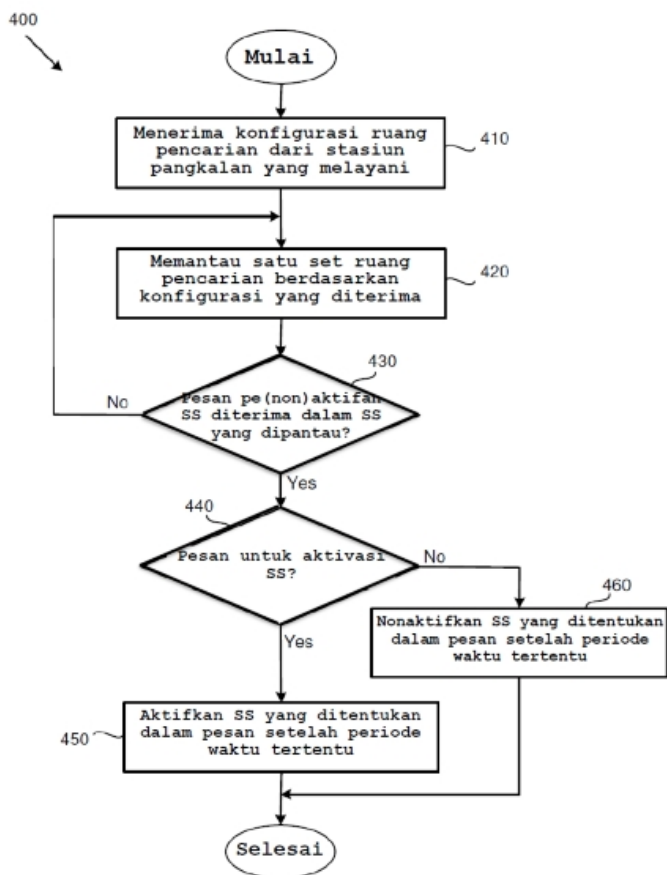 400
Mulai
Menerima konfigurasi ruang
pencarian dari stasiun
pangkalan yang melayani
410
Memantau satu set ruang
pencarian berdasarkan
konfigurasi yang diterima
420
430
Pesan pe(non)aktifan
SS diterima dalam SS
yang dipantau?
No
Yes
440
Pesan untuk aktivasi
SS?
No
Yes
460
Nonaktifkan SS yang ditentukan
dalam pesan setelah periode
waktu tertentu
Aktifkan SS yang ditentukan
dalam pesan setelah periode
waktu tertentu
450
Selesai